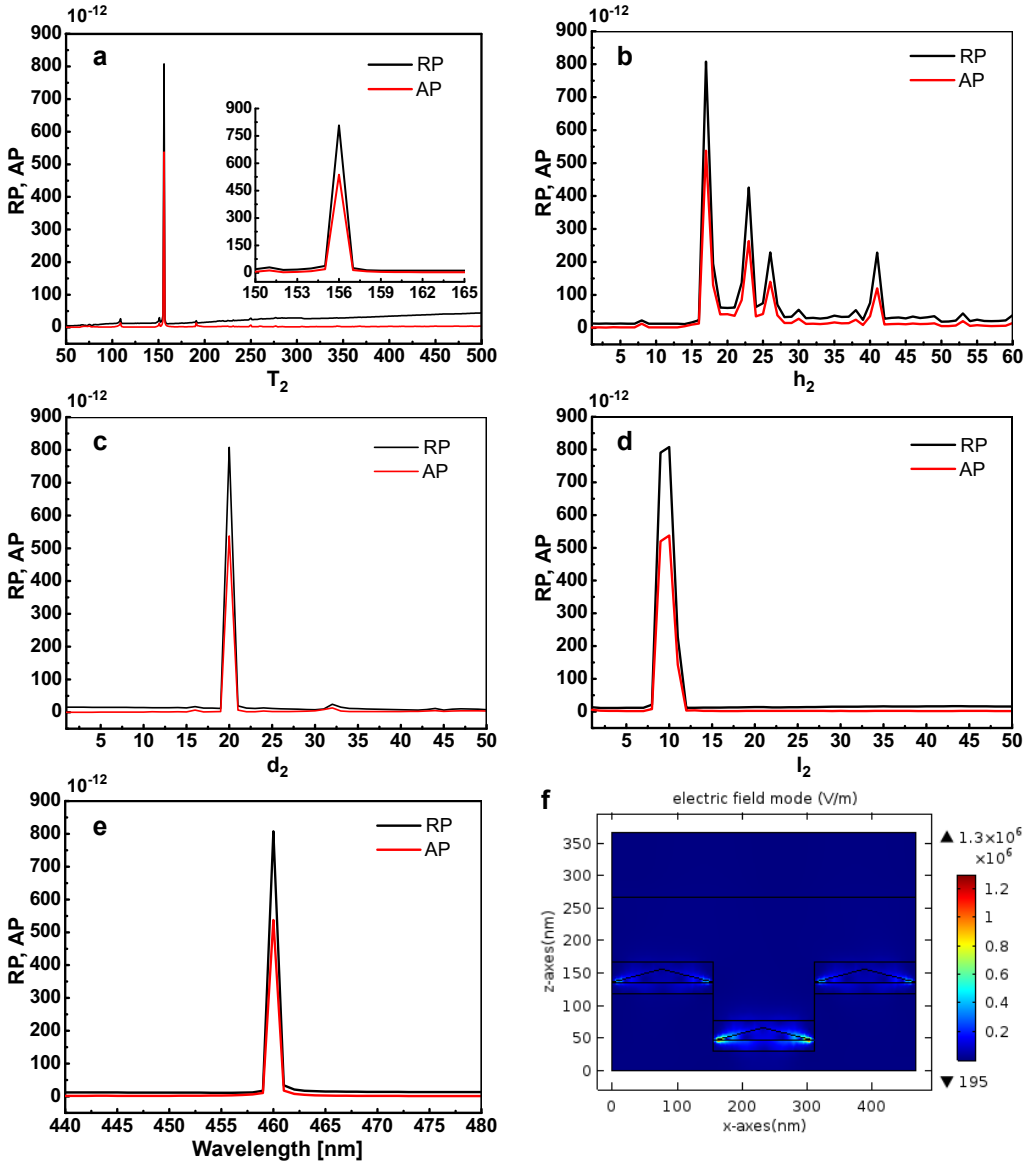 10-12
a
RP
AP
RP, AP
900
800
700
600
500
400
300
200
100
0
900
750
600
450
300
150
0
150 153 156 159 162 165
50 100 150 200 250 300 350 400 450 500
T2
10-12
b
RP
AP
RP, AP
900
800
700
600
500
400
300
200
100
0
5 10 15 20 25 30 35 40 45 50 55 60
h2
10-12
c
RP
AP
RP, AP
900
800
700
600
500
400
300
200
100
0
5 10 15 20 25 30 35 40 45 50
d2
10-12
d
RP
AP
RP, AP
900
800
700
600
500
400
300
200
100
0
5 10 15 20 25 30 35 40 45 50
l2
10-12
e
RP
AP
RP, AP
900
800
700
600
500
400
300
200
100
0
440 445 450 455 460 465 470 475 480
Wavelength [nm]
f
electric field mode (V/m)
z-axes(nm)
350
300
250
200
150
100
50
0
0 100 200 300 400
x-axes(nm)
▲ 1.3×10⁶
×10⁶
1.2
1
0.8
0.6
0.4
0.2
▼ 195